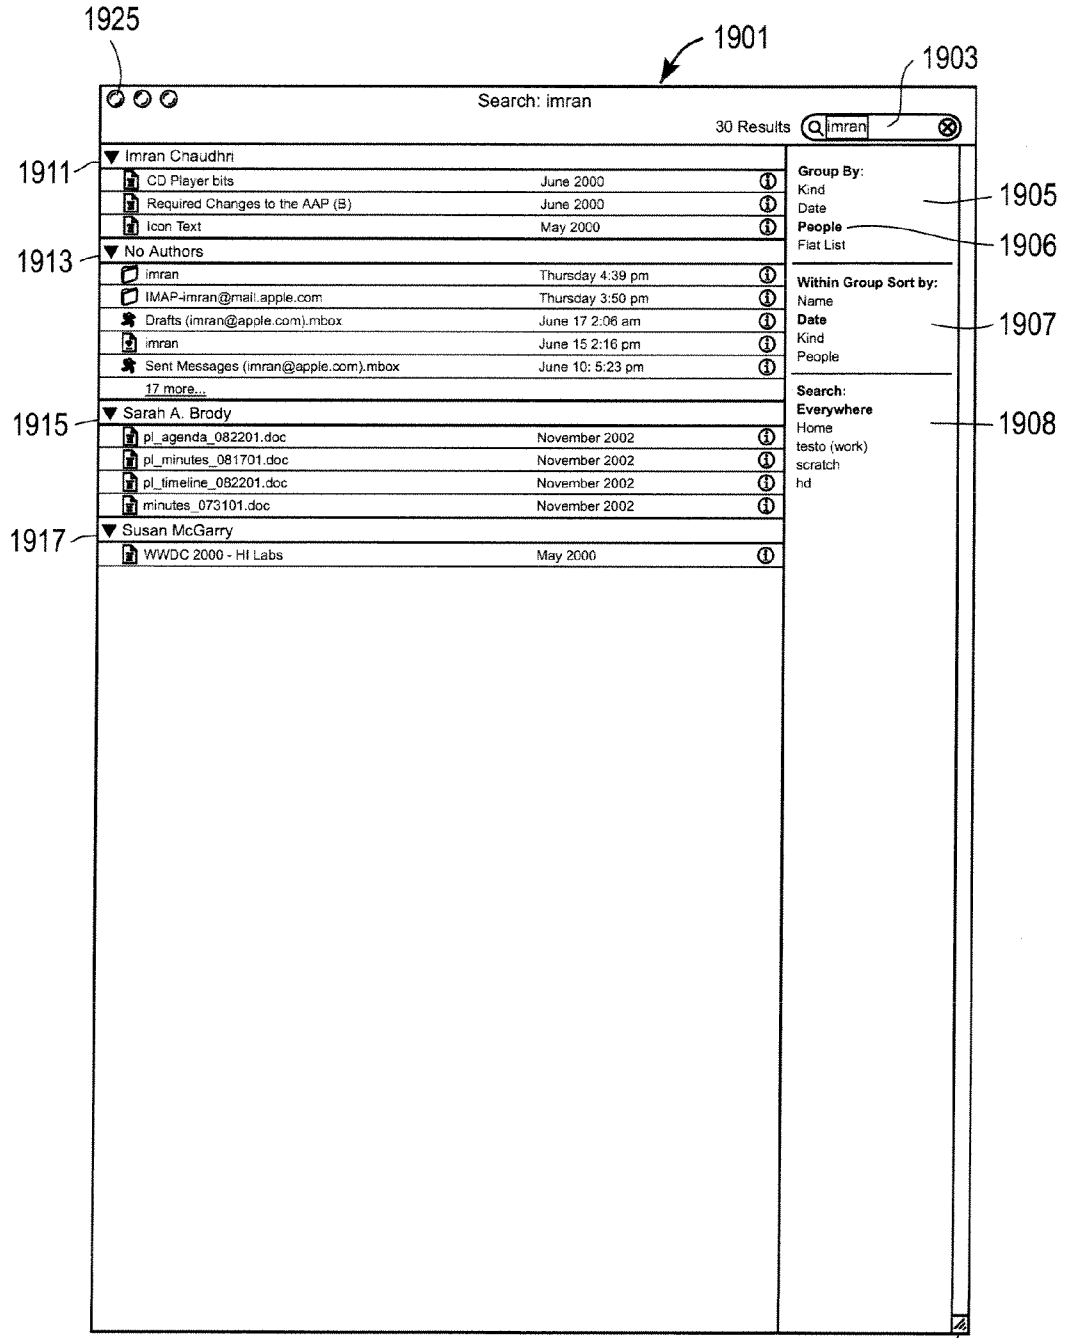 1925
1901
1903
Search: imran
30 Results imran
1911
Imran Chaudhri
CD Player bits June 2000
Required Changes to the AAP (B) June 2000
Icon Text May 2000
1913
No Authors
imran Thursday 4:39 pm
IMAP-imran@mail.apple.com Thursday 3:50 pm
Drafts (imran@apple.com).mbox June 17 2:06 am
imran June 15 2:16 pm
Sent Messages (imran@apple.com).mbox June 10: 5:23 pm
17 more...
1915
Sarah A. Brody
pl_agenda_082201.doc November 2002
pl_minutes_081701.doc November 2002
pl_timeline_082201.doc November 2002
minutes_073101.doc November 2002
1917
Susan McGarry
WWDC 2000 - HI Labs May 2000
Group By:
Kind
Date
People
Flat List
1905
1906
Within Group Sort by:
Name
Date
Kind
People
1907
Search:
Everywhere
Home
testo (work)
scratch
hd
1908